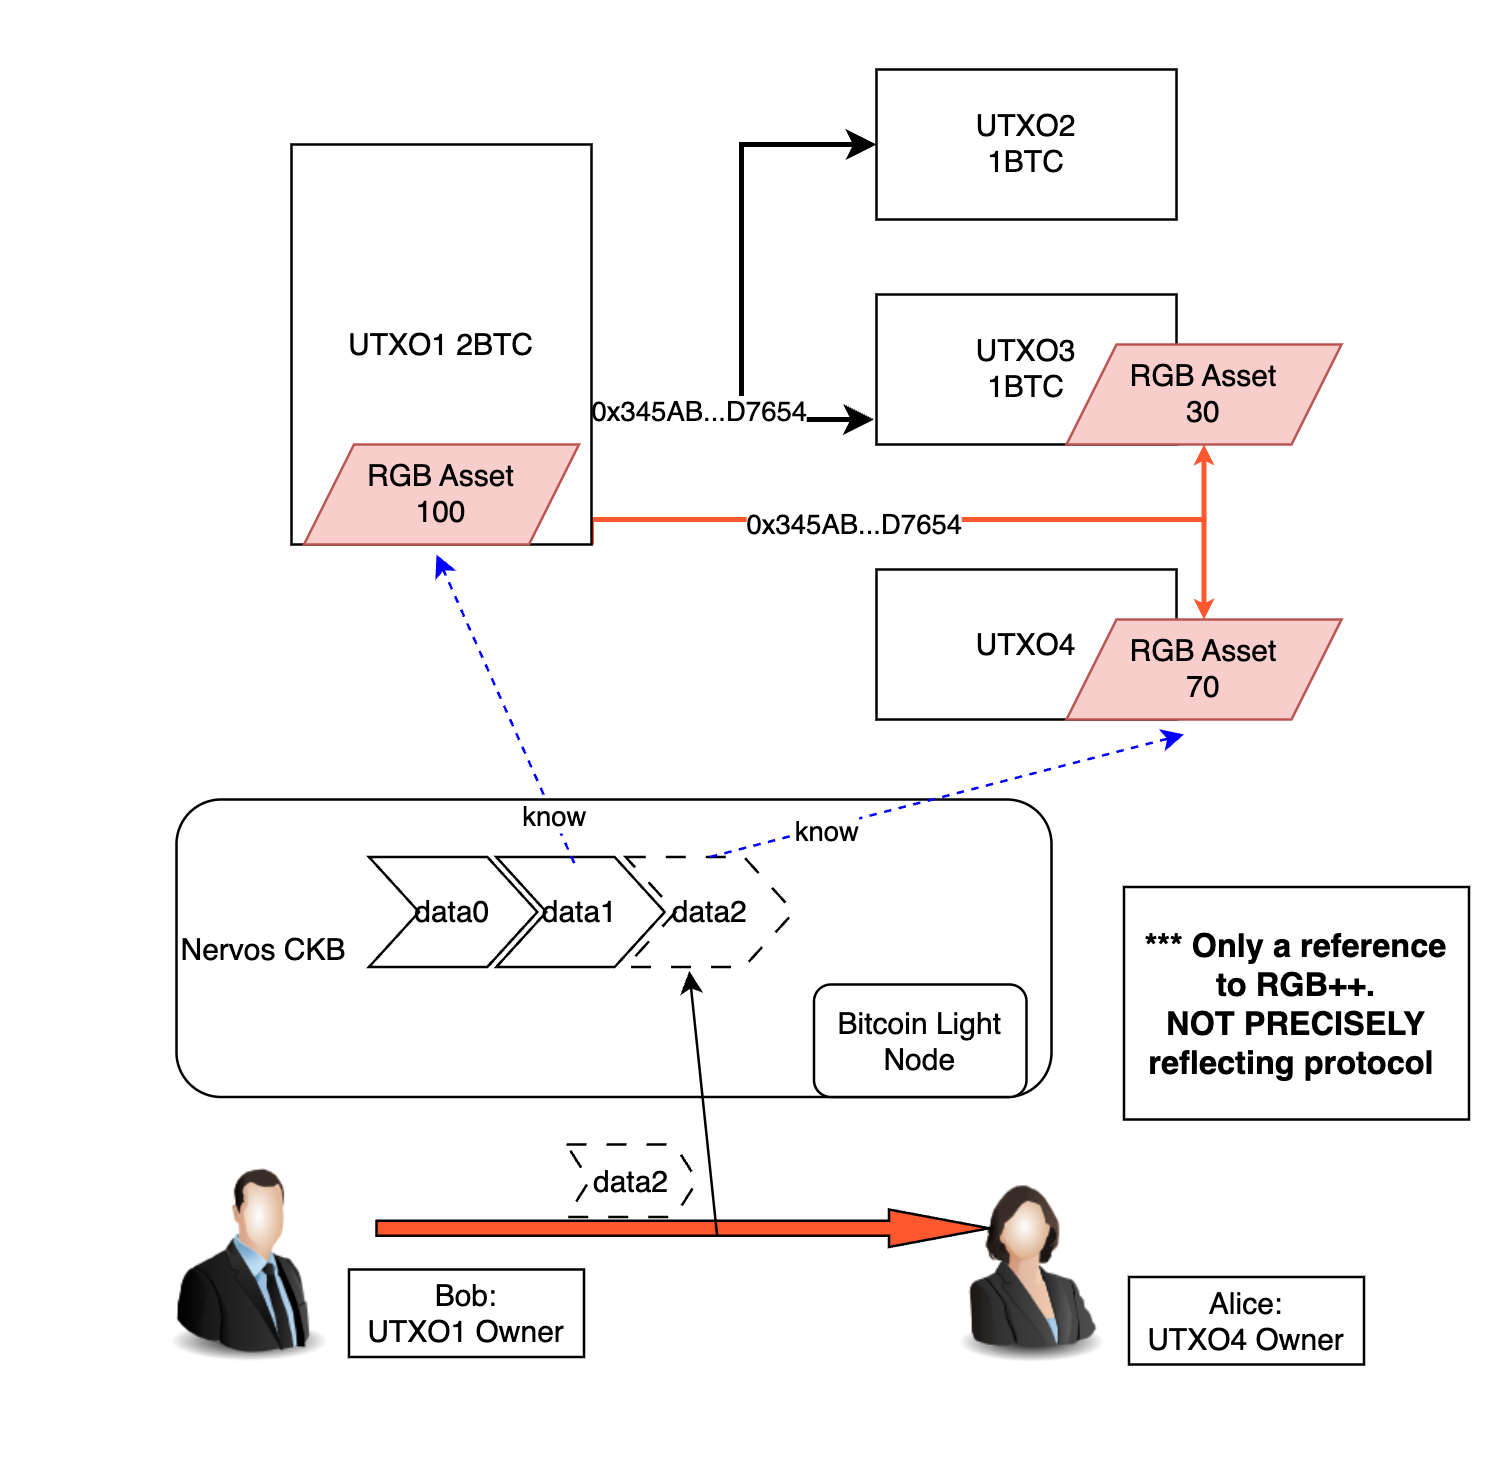 UTXO2
1BTC
UTXO1 2BTC
UTXO3
1BTC
RGB Asset
30
0x345AB...D7654
RGB Asset
100
0x345AB...D7654
UTXO4
RGB Asset
70
know
know
data0
data1
data2
Nervos CKB
Bitcoin Light
Node
*** Only a reference
to RGB++.
NOT PRECISELY
reflecting protocol
data2
Bob:
UTXO1 Owner
Alice:
UTXO4 Owner